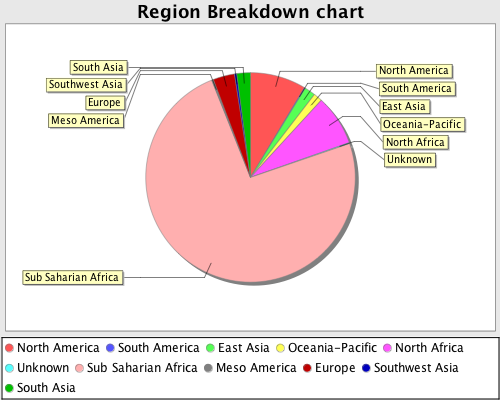 Region Breakdown chart
South Asia
Southwest Asia
Europe
Meso America
North America
South America
East Asia
Oceania-Pacific
North Africa
Unknown
Sub Saharian Africa
North America South America East Asia Oceania-Pacific North Africa
Unknown Sub Saharian Africa Meso America Europe Southwest Asia
South Asia